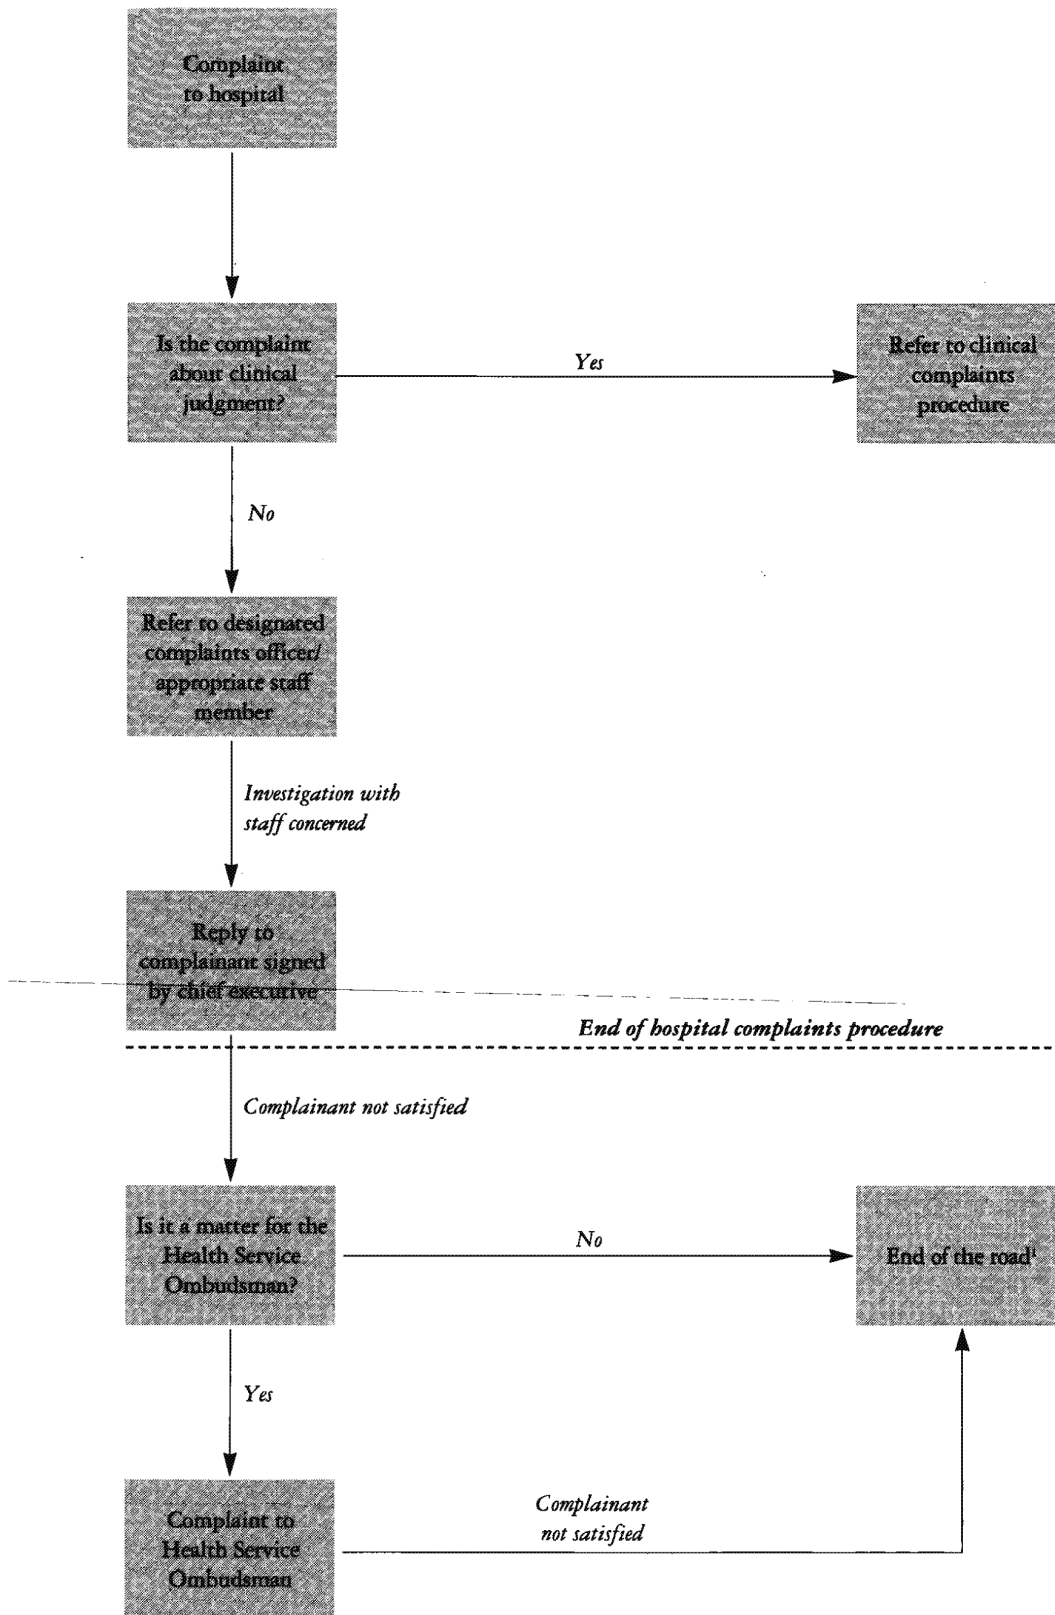 Complaint
to hospital
Is the complaint
about clinical
judgment?
Yes
Refer to clinical
complaints
procedure
No
Refer to designated
complaints officer/
appropriate staff
member
Investigation with
staff concerned
Reply to
complainant signed
by chief executive
End of hospital complaints procedure
Complainant not satisfied
Is it a matter for the
Health Service
Ombudsman?
No
End of the road¹
Yes
Complaint to
Health Service
Ombudsman
Complainant
not satisfied